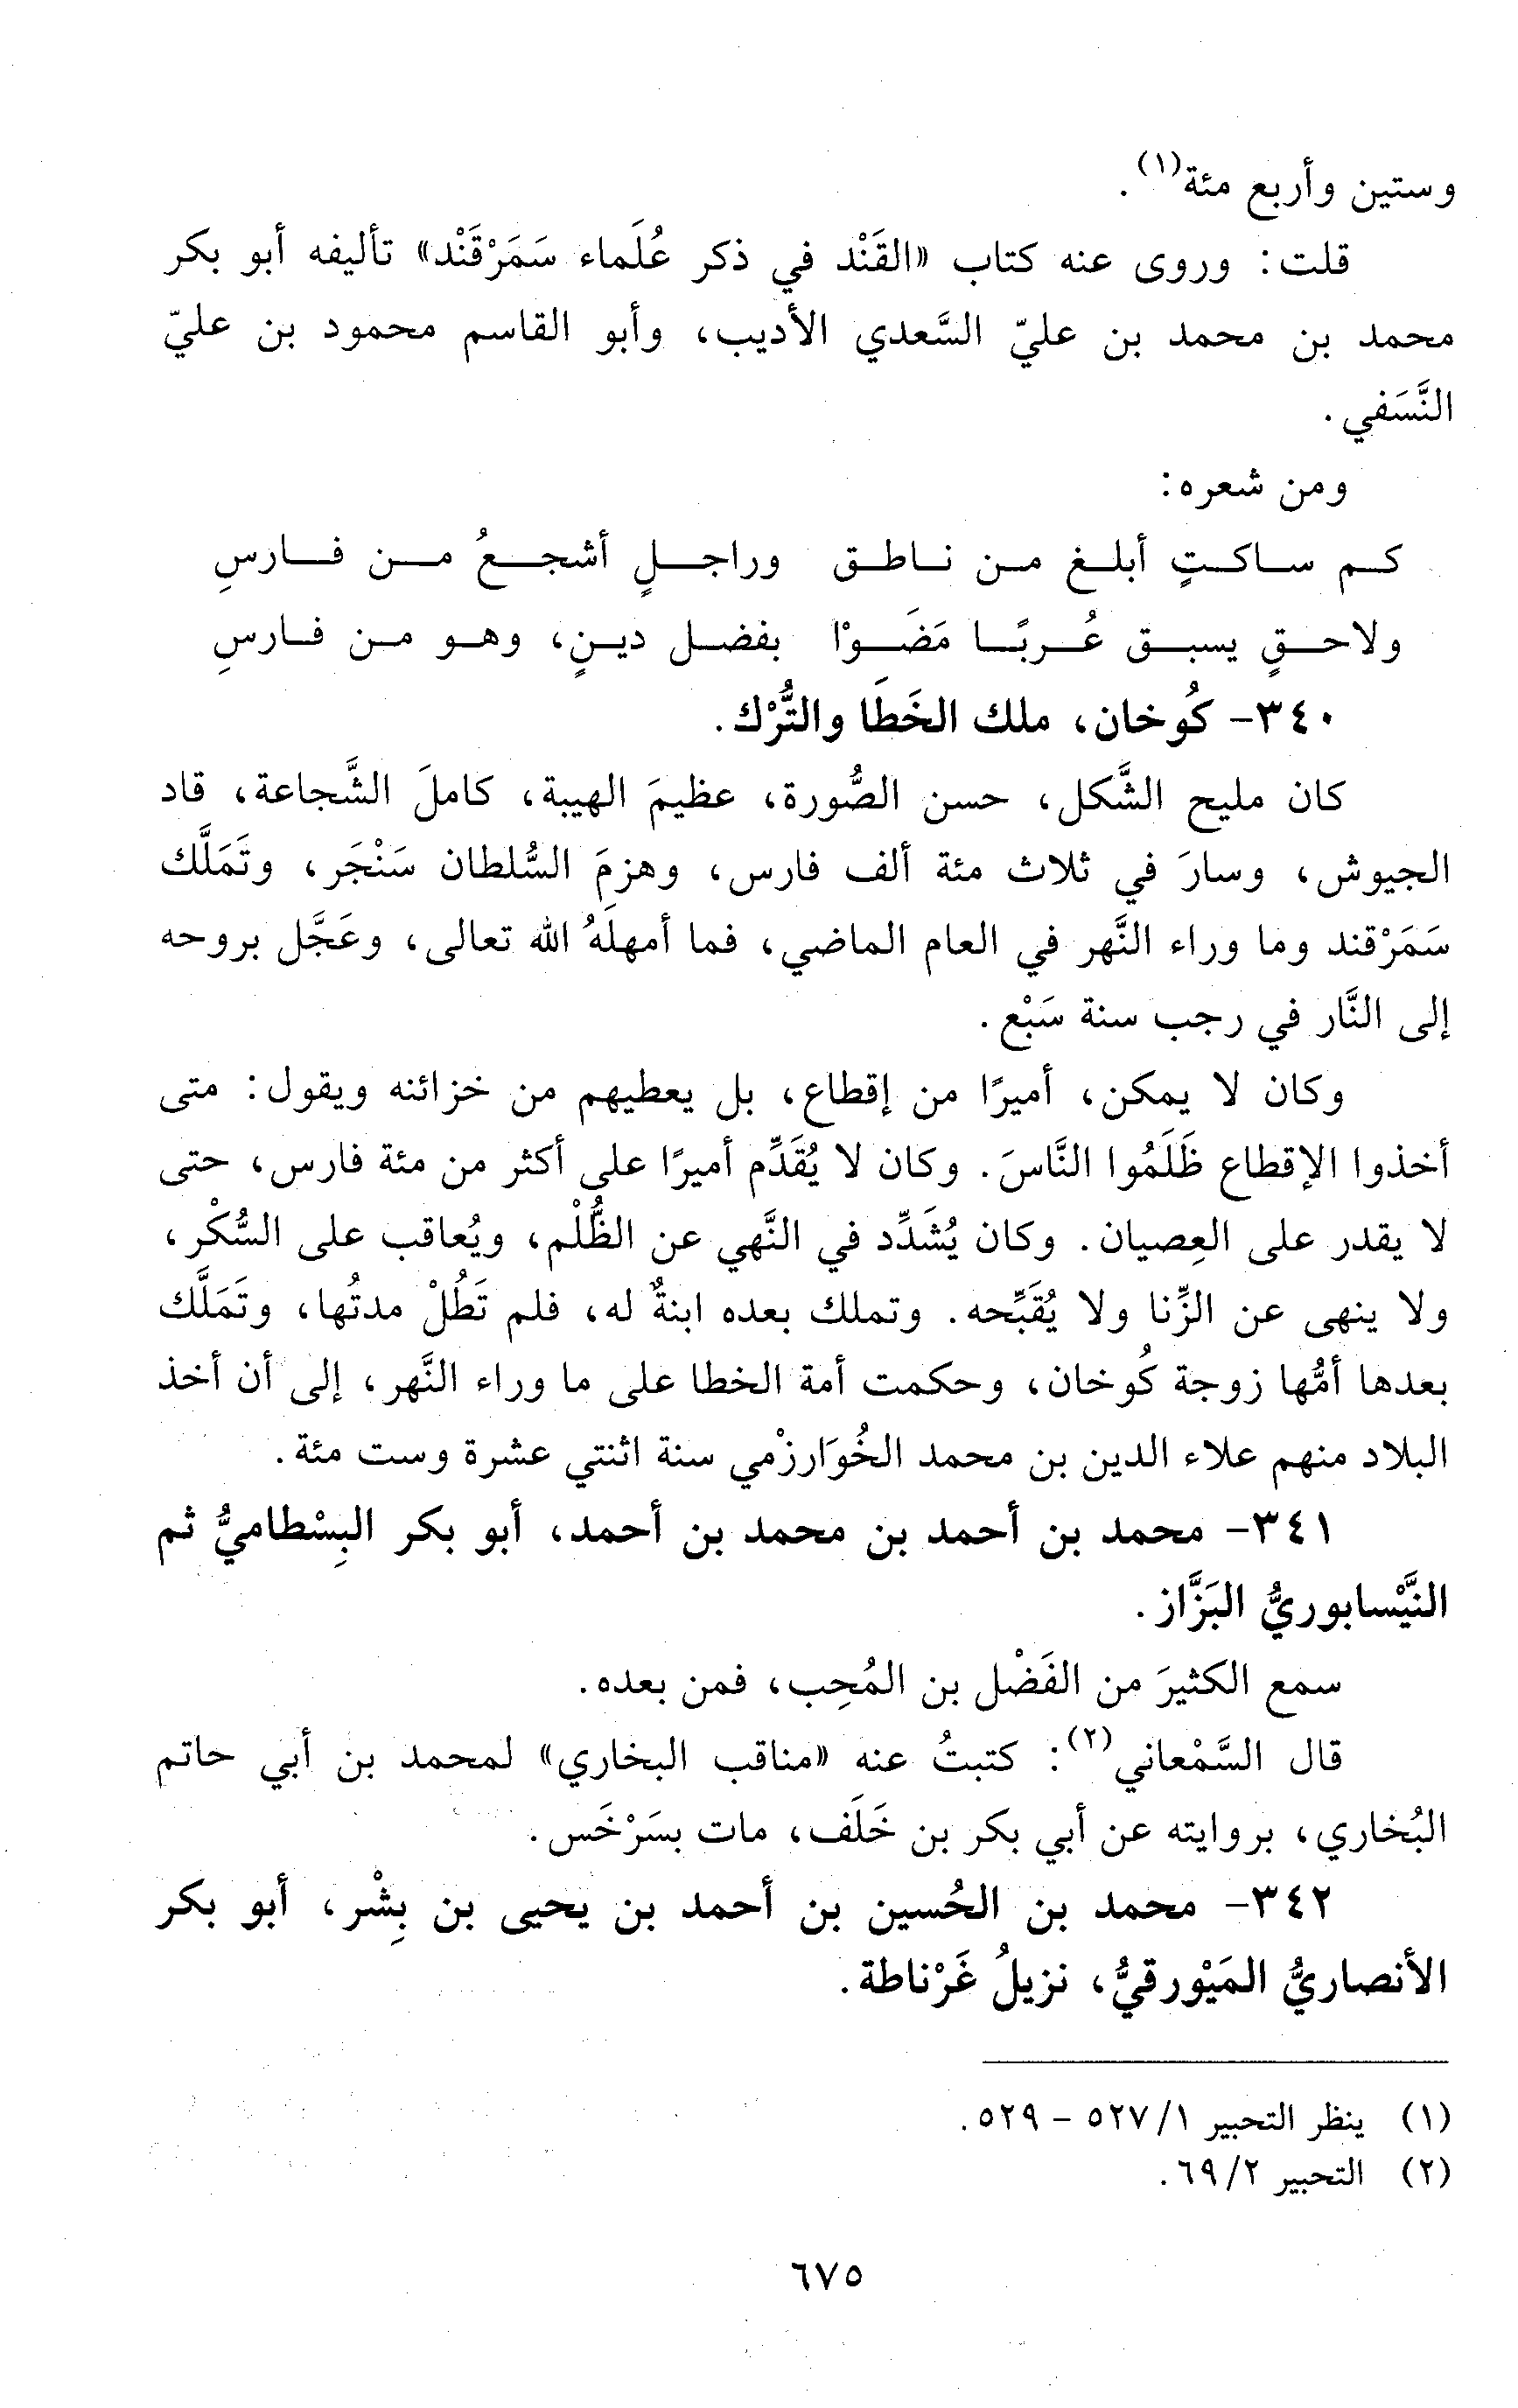 وستين وأربع مئة(١).
قلت: وروى عنه كتاب «القَنْد في ذكر عُلَماء سَمَرْقَنْد» تأليفه أبو بكر
محمد بن محمد بن عليّ السَّعدي الأديب، وأبو القاسم محمود بن عليّ
النَّسَفي.
ومن شعره:
كم ساكتٍ أبلغ من ناطق وراجلٍ أشجعُ من فارسِ
ولاحقٍ يسبق عُربًا مَضَوْا بفضل دينٍ، وهو من فارسِ
٣٤٠- كُوخان، ملك الخَطَا والتُّرْك.
كان مليح الشَّكل، حسن الصُّورة، عظيمَ الهيبة، كاملَ الشَّجاعة، قاد
الجيوش، وسارَ في ثلاث مئة ألف فارس، وهزمَ السُّلطان سَنْجَر، وتَمَلَّك
سَمَرْقند وما وراء النَّهر في العام الماضي، فما أمهلَهُ الله تعالى، وعَجَّل بروحه
إلى النَّار في رجب سنة سَبْع.
وكان لا يمكن، أميرًا من إقطاع، بل يعطيهم من خزائنه ويقول: متى
أخذوا الإقطاع ظَلَمُوا النَّاسَ. وكان لا يُقَدِّم أميرًا على أكثر من مئة فارس، حتى
لا يقدر على العِصيان. وكان يُشَدِّد في النَّهي عن الظُّلْم، ويُعاقب على السُّكْر،
ولا ينهى عن الزِّنا ولا يُقَبِّحه. وتملك بعده ابنةٌ له، فلم تَطُلْ مدتُها، وتَمَلَّك
بعدها أمُّها زوجة كُوخان، وحكمت أمة الخطا على ما وراء النَّهر، إلى أن أخذ
البلاد منهم علاء الدين بن محمد الخُوَارزْمي سنة اثنتي عشرة وست مئة.
٣٤١- محمد بن أحمد بن محمد بن أحمد، أبو بكر البِسْطاميُّ ثم
النَّيْسابوريُّ البَزَّاز.
سمع الكثيرَ من الفَضْل بن المُحِب، فمن بعده.
قال السَّمْعاني(٢): كتبتُ عنه «مناقب البخاري» لمحمد بن أبي حاتم
البُخاري، بروايته عن أبي بكر بن خَلَف، مات بسَرْخَس.
٣٤٢- محمد بن الحُسين بن أحمد بن يحيى بن بِشْر، أبو بكر
الأنصاريُّ المَيْورقيُّ، نزيلُ غَرْناطة.
(١) ينظر التحبير ١/ ٥٢٧ - ٥٢٩.
(٢) التحبير ٢/ ٦٩.
٦٧٥